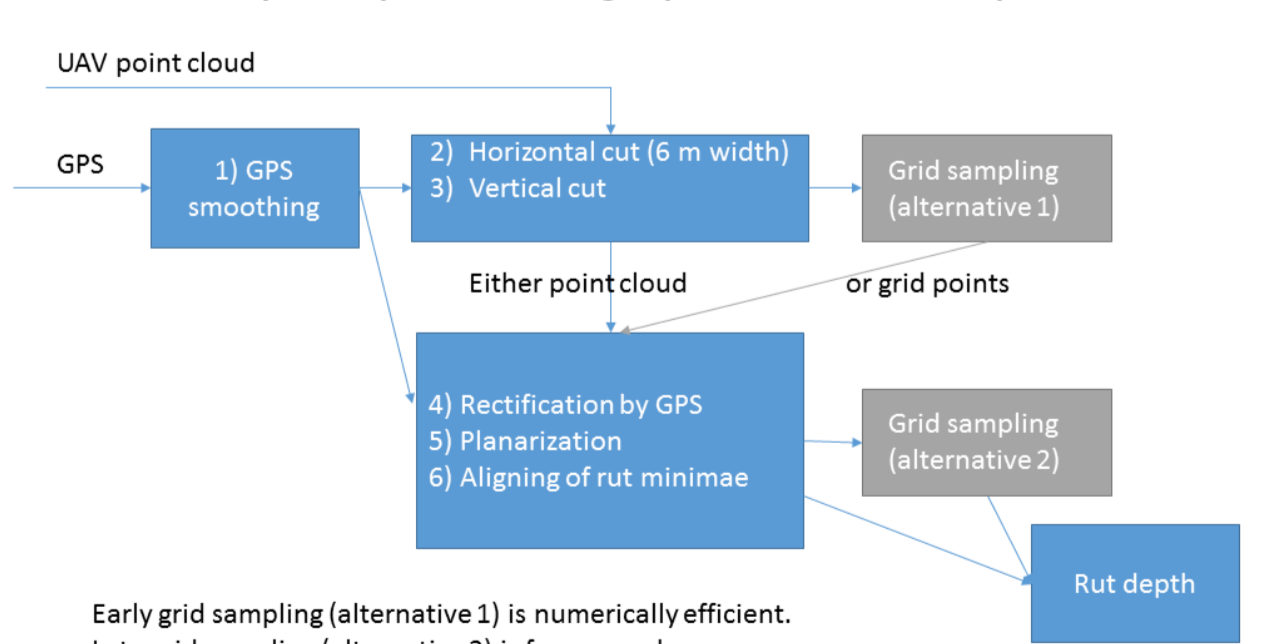 UAV point cloud
GPS
1) GPS
smoothing
2) Horizontal cut (6 m width)
3) Vertical cut
Grid sampling
(alternative 1)
Either point cloud
or grid points
4) Rectification by GPS
5) Planarization
6) Aligning of rut minimae
Grid sampling
(alternative 2)
Rut depth
Early grid sampling (alternative 1) is numerically efficient.